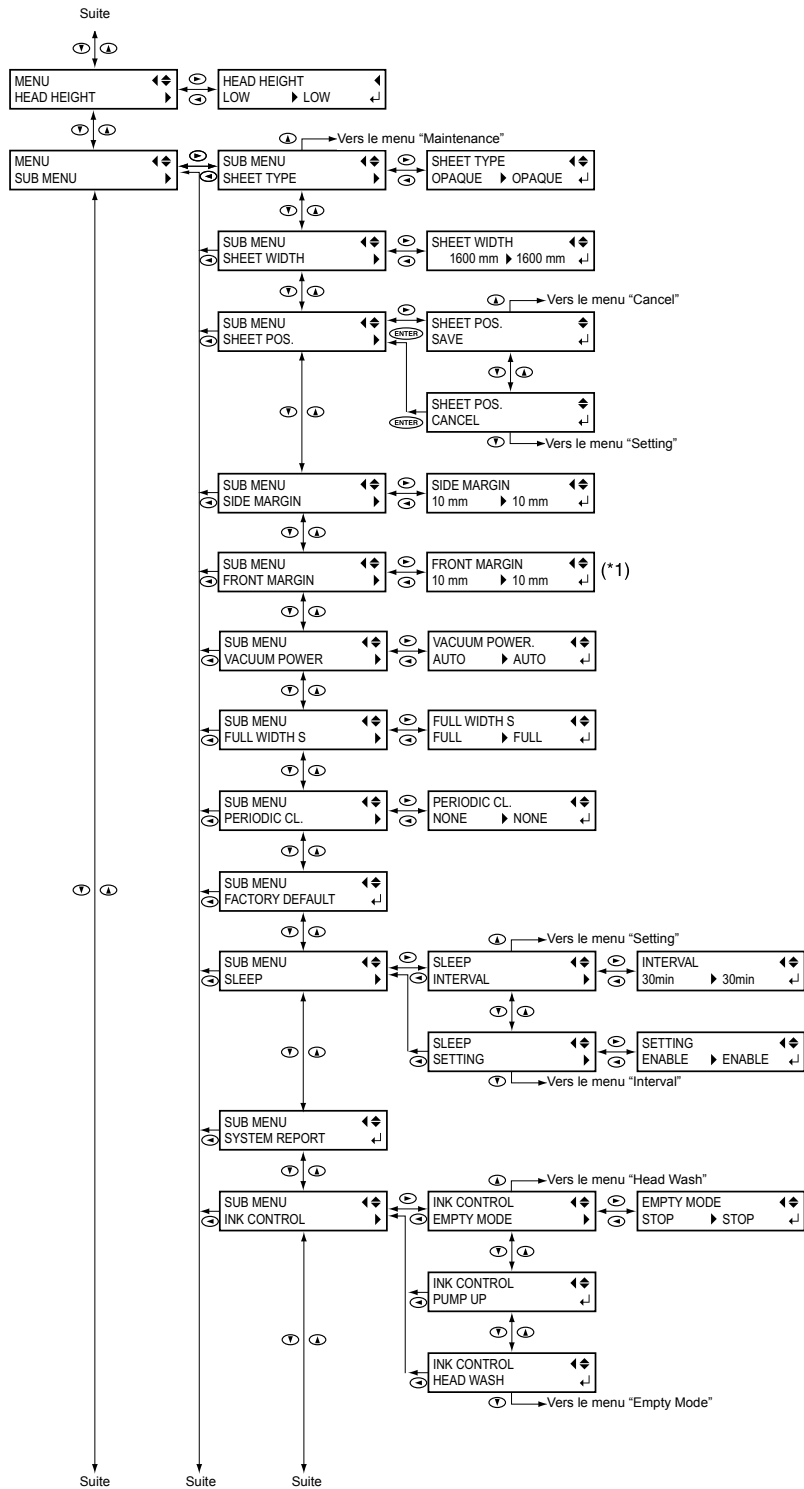 Suite
MENU
HEAD HEIGHT
HEAD HEIGHT
LOW LOW
Vers le menu “Maintenance”
MENU
SUB MENU
SUB MENU
SHEET TYPE
SHEET TYPE
OPAQUE OPAQUE
SUB MENU
SHEET WIDTH
SHEET WIDTH
1600 mm 1600 mm
Vers le menu “Cancel”
SUB MENU
SHEET POS.
ENTER
SHEET POS.
SAVE
ENTER
SHEET POS.
CANCEL
Vers le menu “Setting”
SUB MENU
SIDE MARGIN
SIDE MARGIN
10 mm 10 mm
SUB MENU
FRONT MARGIN
FRONT MARGIN
10 mm 10 mm
(*1)
SUB MENU
VACUUM POWER
VACUUM POWER.
AUTO AUTO
SUB MENU
FULL WIDTH S
FULL WIDTH S
FULL FULL
SUB MENU
PERIODIC CL.
PERIODIC CL.
NONE NONE
SUB MENU
FACTORY DEFAULT
Vers le menu “Setting”
SUB MENU
SLEEP
SLEEP
INTERVAL
INTERVAL
30min 30min
SLEEP
SETTING
SETTING
ENABLE ENABLE
Vers le menu “Interval”
SUB MENU
SYSTEM REPORT
Vers le menu “Head Wash”
SUB MENU
INK CONTROL
INK CONTROL
EMPTY MODE
EMPTY MODE
STOP STOP
INK CONTROL
PUMP UP
INK CONTROL
HEAD WASH
Vers le menu “Empty Mode”
Suite Suite Suite